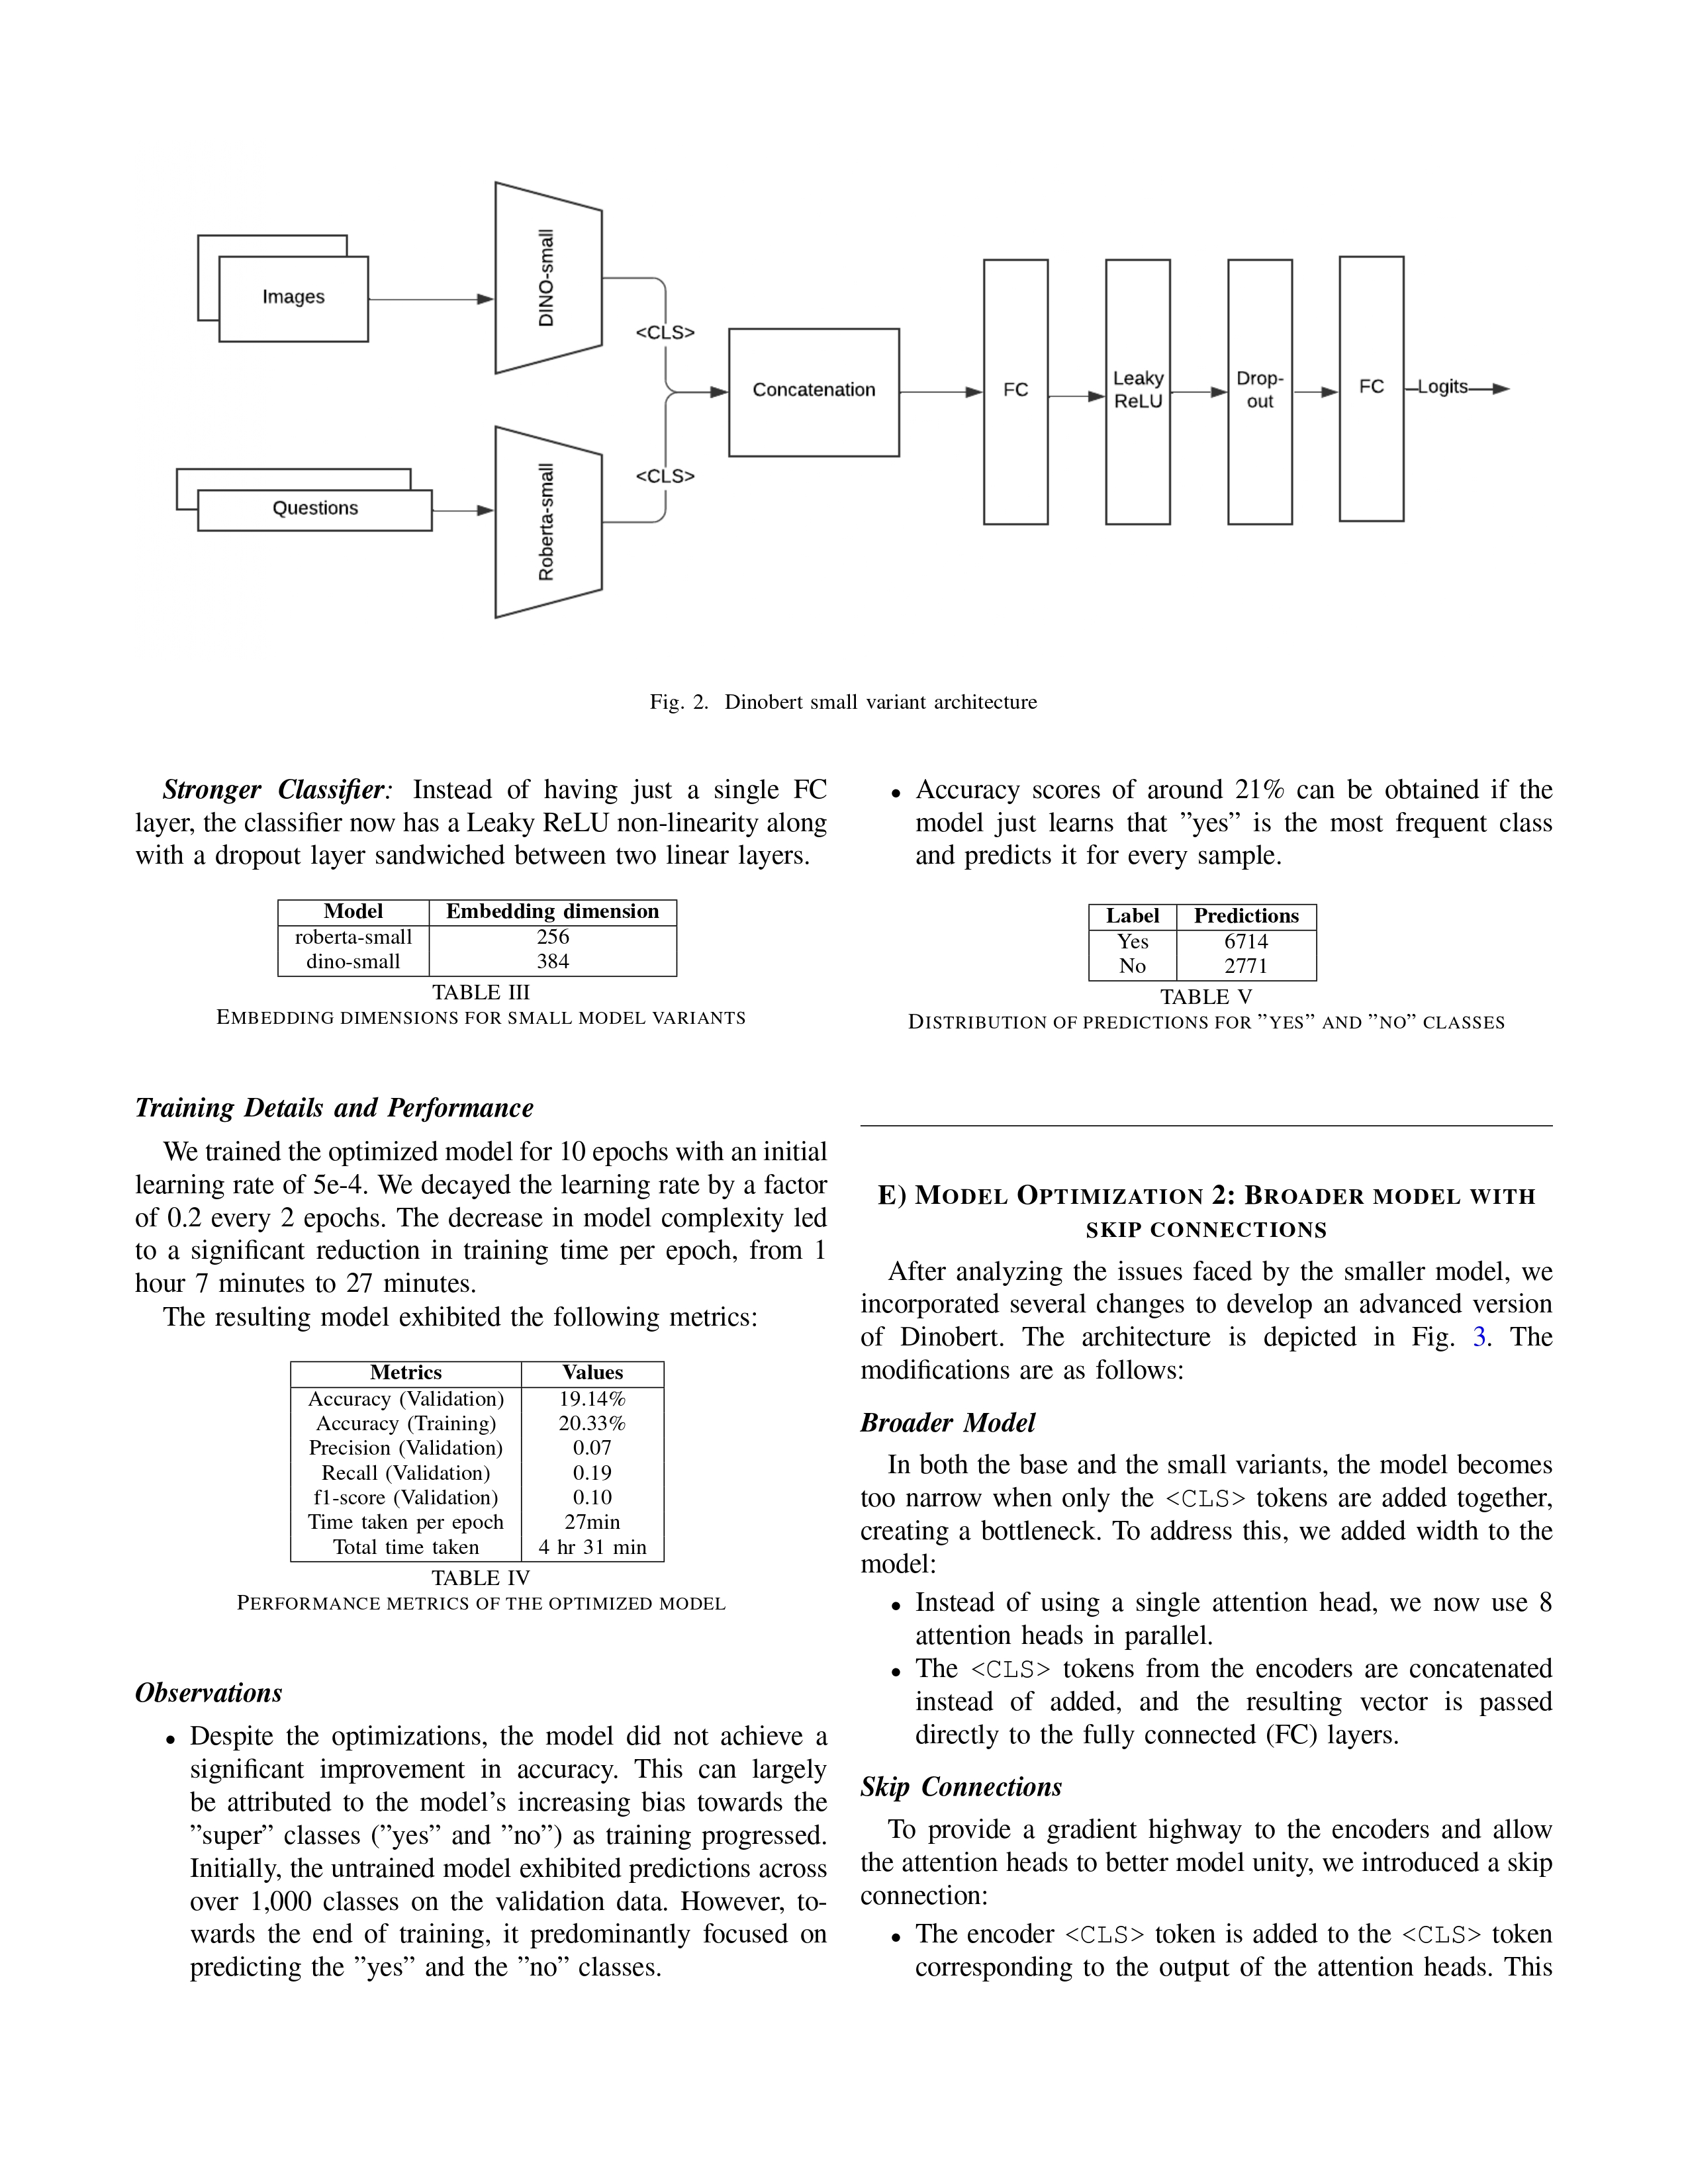 Images
DINO-small
<CLS>
Questions
Roberta-small
<CLS>
Concatenation
FC
Leaky
ReLU
Drop-
out
FC
Logits
Fig. 2. Dinobert small variant architecture
Stronger Classifier: Instead of having just a single FC
layer, the classifier now has a Leaky ReLU non-linearity along
with a dropout layer sandwiched between two linear layers.
Model Embedding dimension
roberta-small 256
dino-small 384
TABLE III
EMBEDDING DIMENSIONS FOR SMALL MODEL VARIANTS
Training Details and Performance
We trained the optimized model for 10 epochs with an initial
learning rate of 5e-4. We decayed the learning rate by a factor
of 0.2 every 2 epochs. The decrease in model complexity led
to a significant reduction in training time per epoch, from 1
hour 7 minutes to 27 minutes.
The resulting model exhibited the following metrics:
Metrics Values
Accuracy (Validation) 19.14%
Accuracy (Training) 20.33%
Precision (Validation) 0.07
Recall (Validation) 0.19
f1-score (Validation) 0.10
Time taken per epoch 27min
Total time taken 4 hr 31 min
TABLE IV
PERFORMANCE METRICS OF THE OPTIMIZED MODEL
Observations
• Despite the optimizations, the model did not achieve a
significant improvement in accuracy. This can largely
be attributed to the model's increasing bias towards the
"super" classes ("yes" and "no") as training progressed.
Initially, the untrained model exhibited predictions across
over 1,000 classes on the validation data. However, to-
wards the end of training, it predominantly focused on
predicting the "yes" and the "no" classes.
• Accuracy scores of around 21% can be obtained if the
model just learns that "yes" is the most frequent class
and predicts it for every sample.
Label Predictions
Yes 6714
No 2771
TABLE V
DISTRIBUTION OF PREDICTIONS FOR "YES" AND "NO" CLASSES
E) MODEL OPTIMIZATION 2: BROADER MODEL WITH
SKIP CONNECTIONS
After analyzing the issues faced by the smaller model, we
incorporated several changes to develop an advanced version
of Dinobert. The architecture is depicted in Fig. 3. The
modifications are as follows:
Broader Model
In both the base and the small variants, the model becomes
too narrow when only the <CLS> tokens are added together,
creating a bottleneck. To address this, we added width to the
model:
• Instead of using a single attention head, we now use 8
attention heads in parallel.
• The <CLS> tokens from the encoders are concatenated
instead of added, and the resulting vector is passed
directly to the fully connected (FC) layers.
Skip Connections
To provide a gradient highway to the encoders and allow
the attention heads to better model unity, we introduced a skip
connection:
• The encoder <CLS> token is added to the <CLS> token
corresponding to the output of the attention heads. This